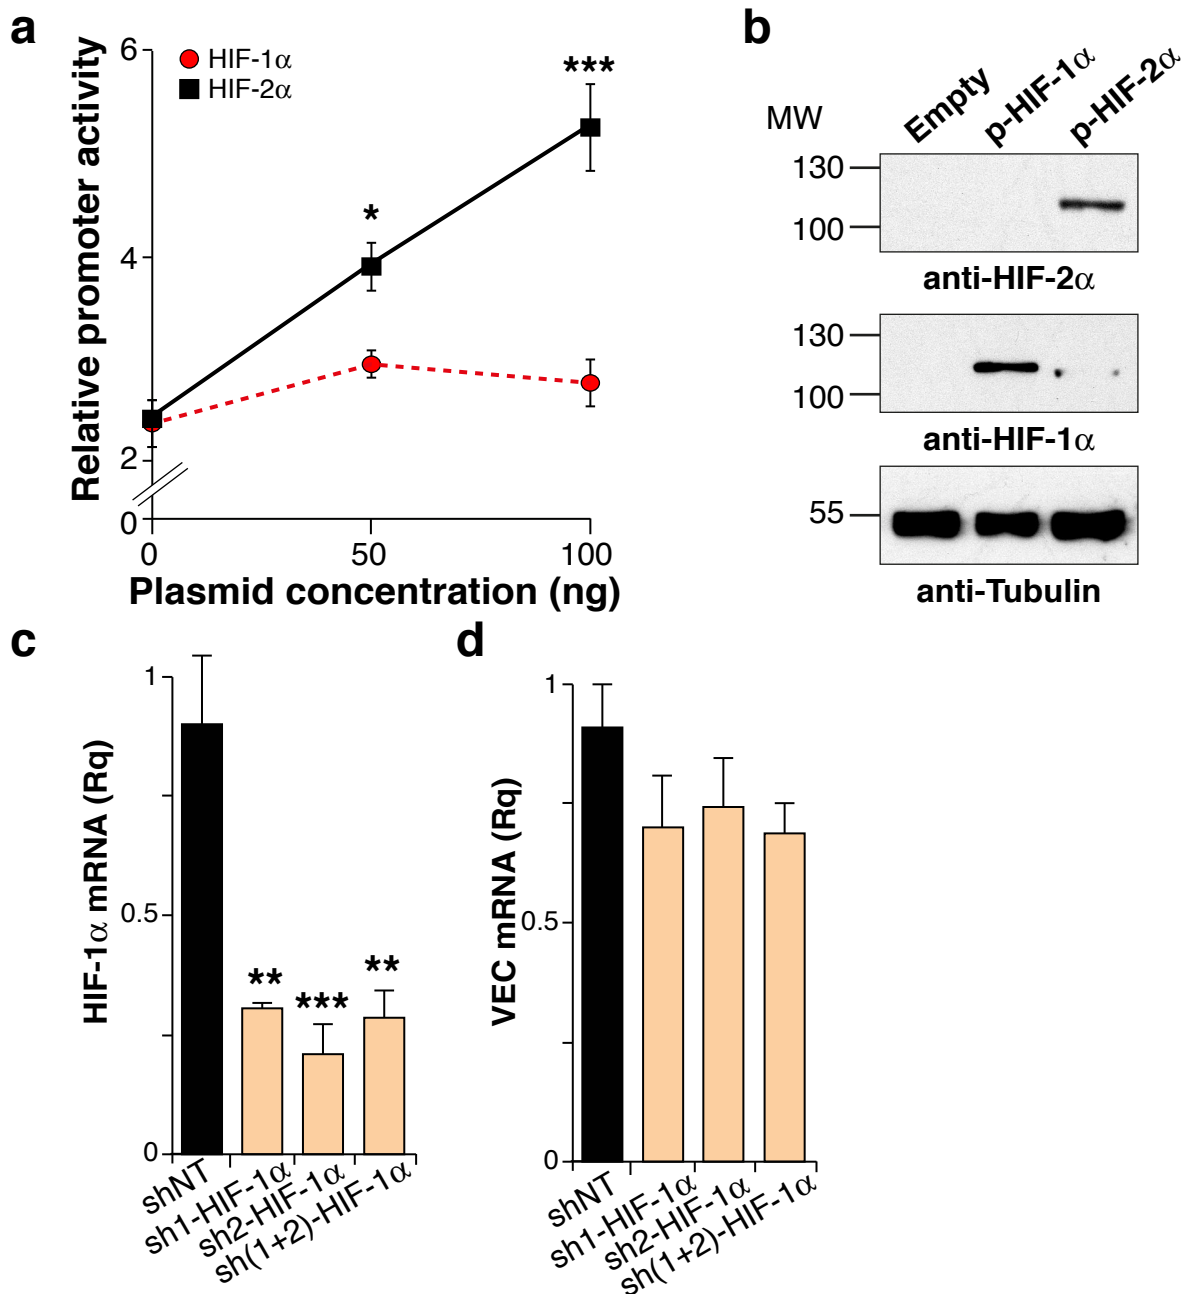 a
Relative promoter activity
6
4
2
0
HIF-1α
HIF-2α
*
***
0 50 100
Plasmid concentration (ng)
b
MW
Empty
p-HIF-1α
p-HIF-2α
130
100
anti-HIF-2α
130
100
anti-HIF-1α
55
anti-Tubulin
c
HIF-1α mRNA (Rq)
1
0.5
0
**
***
**
shNT
sh1-HIF-1α
sh2-HIF-1α
sh(1+2)-HIF-1α
d
VEC mRNA (Rq)
1
0.5
0
shNT
sh1-HIF-1α
sh2-HIF-1α
sh(1+2)-HIF-1α